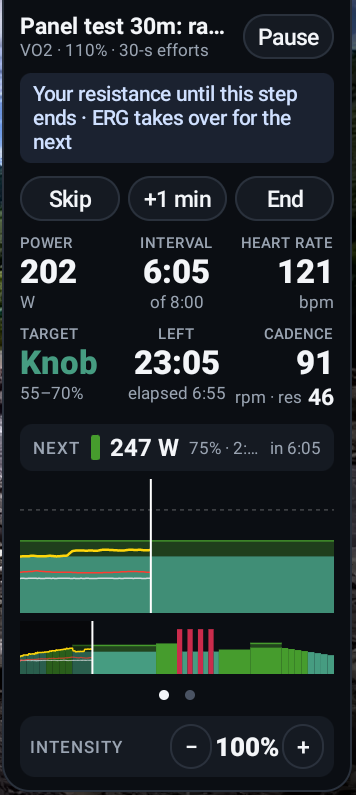 Panel test 30m: ra...
VO2 · 110% · 30-s efforts
Pause
Your resistance until this step
ends · ERG takes over for the
next
Skip
+1 min
End
POWER
INTERVAL
HEART RATE
202
6:05
121
W
of 8:00
bpm
TARGET
LEFT
CADENCE
Knob
23:05
91
55–70%
elapsed 6:55
rpm · res 46
NEXT
247 W
75% · 2:...
in 6:05
INTENSITY
−
100%
+